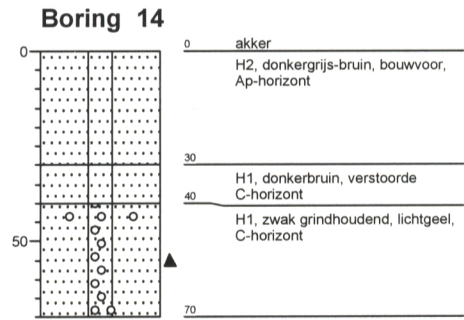 Boring 14
0
0 akker
H2, donkergrijs-bruin, bouwvoor,
Ap-horizont
30
H1, donkerbruin, verstoorde
C-horizont
40
H1, zwak grindhoudend, lichtgeel,
C-horizont
50
70